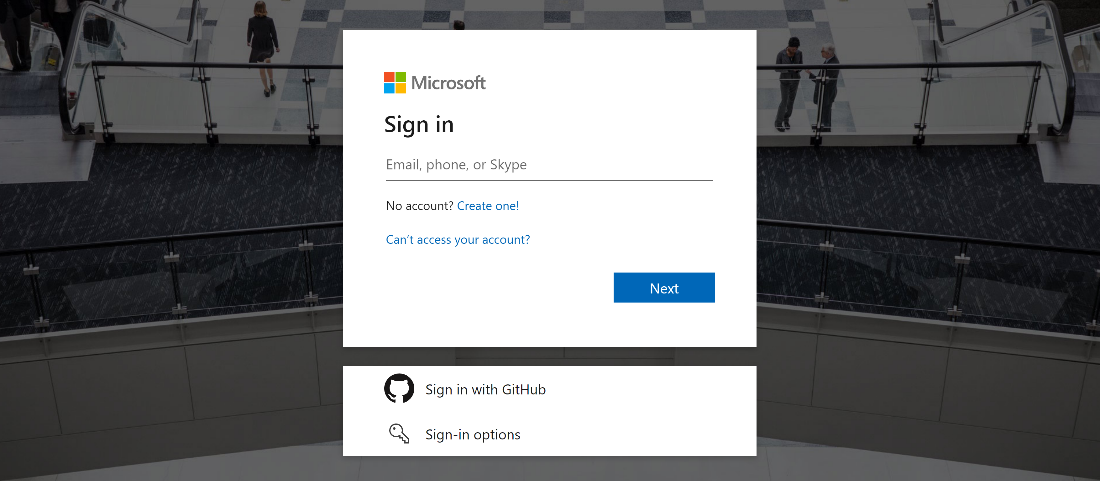 Microsoft
Sign in
Email, phone, or Skype
No account? Create one!
Can't access your account?
Next
Sign in with GitHub
Sign-in options